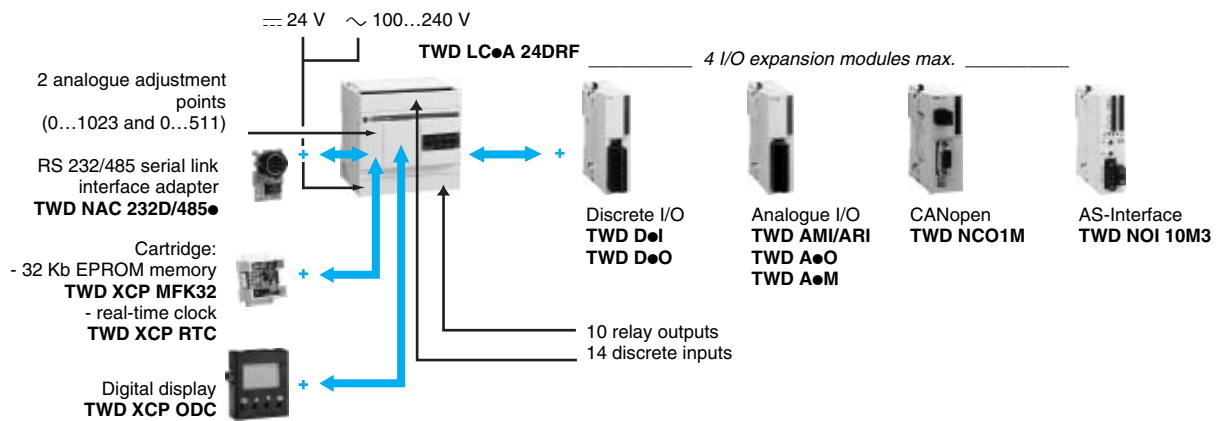 ⎓ 24 V
∼ 100...240 V
TWD LC●A 24DRF
4 I/O expansion modules max.
2 analogue adjustment
points
(0...1023 and 0...511)
RS 232/485 serial link
interface adapter
TWD NAC 232D/485●
Cartridge:
- 32 Kb EPROM memory
TWD XCP MFK32
- real-time clock
TWD XCP RTC
Digital display
TWD XCP ODC
Discrete I/O
TWD D●I
TWD D●O
Analogue I/O
TWD AMI/ARI
TWD A●O
TWD A●M
CANopen
TWD NCO1M
AS-Interface
TWD NOI 10M3
10 relay outputs
14 discrete inputs